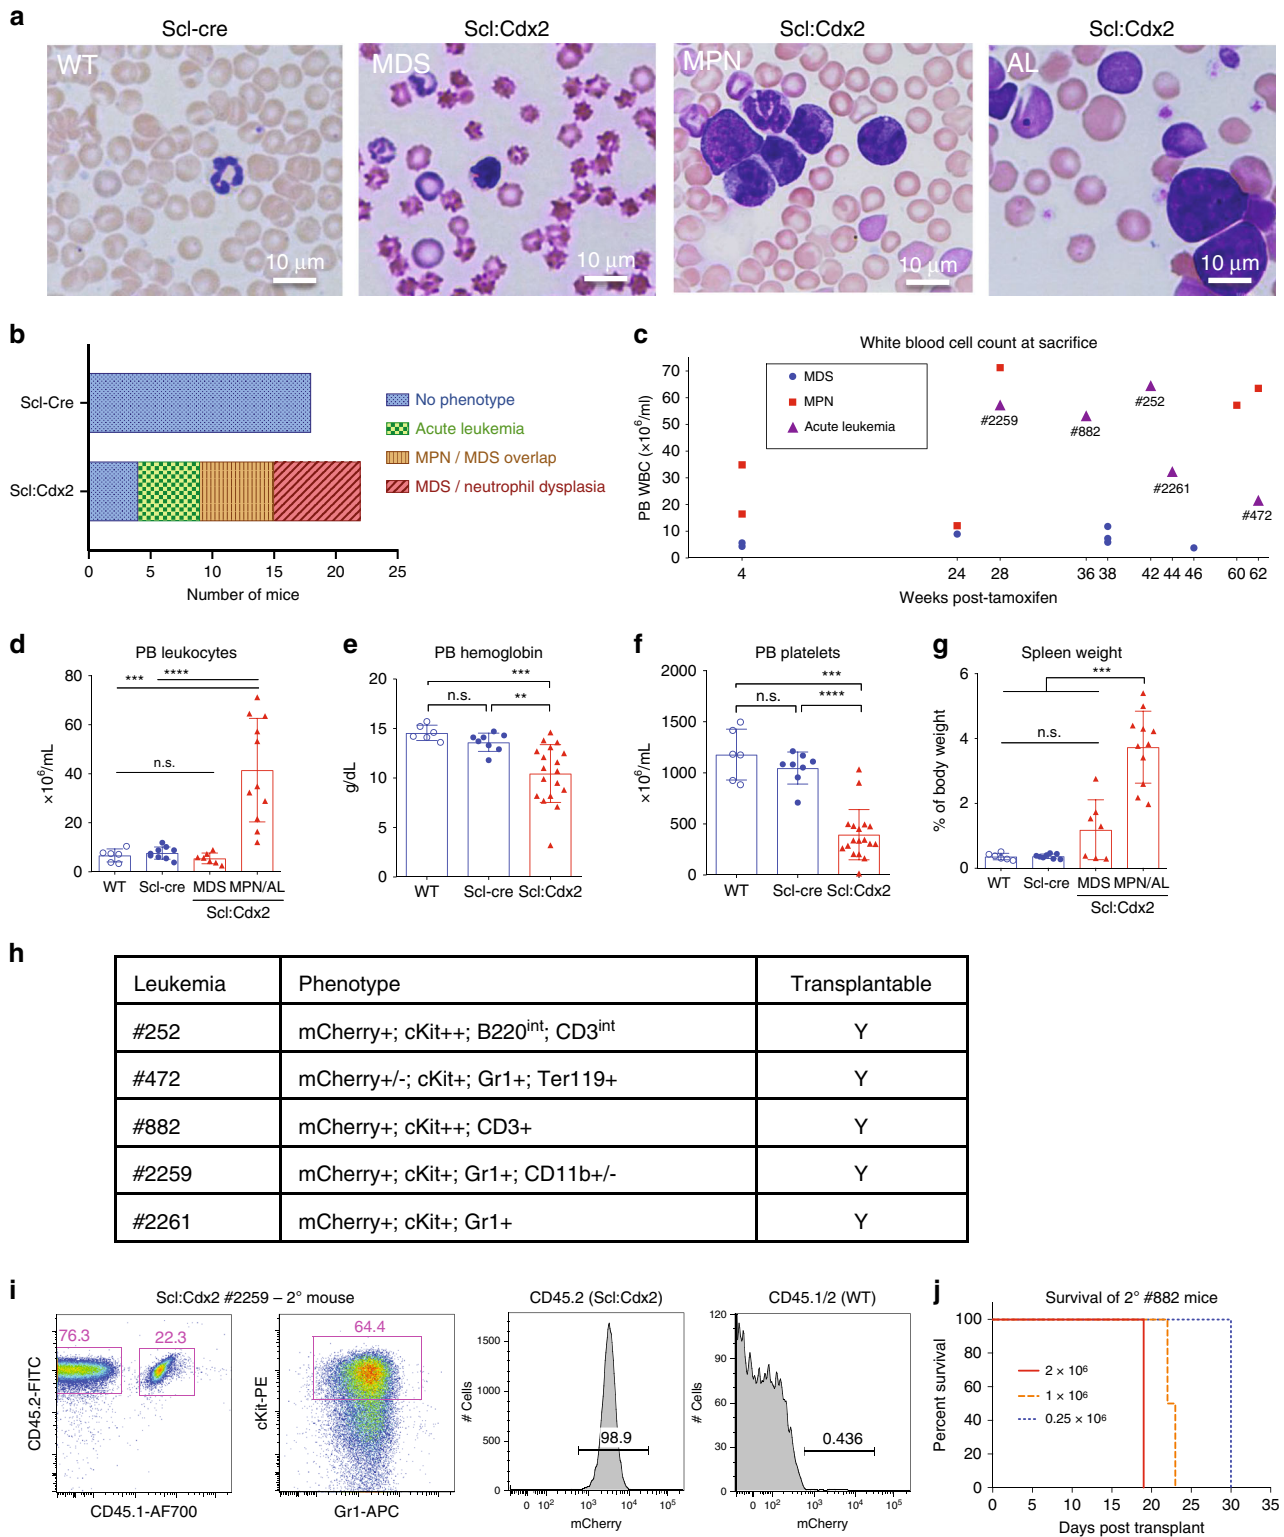 a
Scl-cre
Scl:Cdx2
Scl:Cdx2
Scl:Cdx2
WT
MDS
MPN
AL
10 μm
10 μm
10 μm
10 μm
b
Scl-Cre
Scl:Cdx2
No phenotype
Acute leukemia
MPN / MDS overlap
MDS / neutrophil dysplasia
0 5 10 15 20 25
Number of mice
c
White blood cell count at sacrifice
PB WBC (×10⁶/ml)
70
60
50
40
30
20
10
0
MDS
MPN
Acute leukemia
#2259
#882
#252
#2261
#472
4 24 28 36 38 42 44 46 60 62
Weeks post-tamoxifen
d
PB leukocytes
×10⁶/mL
80
60
40
20
0
***
****
n.s.
WT Scl-cre MDS MPN/AL
Scl:Cdx2
e
PB hemoglobin
g/dL
20
15
10
5
0
***
n.s.
**
WT Scl-cre Scl:Cdx2
f
PB platelets
×10⁶/mL
2000
1500
1000
500
0
***
n.s.
****
WT Scl-cre Scl:Cdx2
g
Spleen weight
% of body weight
6
4
2
0
***
n.s.
WT Scl-cre MDS MPN/AL
Scl:Cdx2
h
Leukemia Phenotype Transplantable
#252 mCherry+; cKit++; B220ⁱⁿᵗ; CD3ⁱⁿᵗ Y
#472 mCherry+/-; cKit+; Gr1+; Ter119+ Y
#882 mCherry+; cKit++; CD3+ Y
#2259 mCherry+; cKit+; Gr1+; CD11b+/- Y
#2261 mCherry+; cKit+; Gr1+ Y
i
Scl:Cdx2 #2259 – 2° mouse
76.3
22.3
CD45.2-FITC
CD45.1-AF700
64.4
cKit-PE
Gr1-APC
CD45.2 (Scl:Cdx2)
# Cells
1500
1000
500
0
98.9
0 10² 10³ 10⁴ 10⁵
mCherry
CD45.1/2 (WT)
# Cells
120
90
60
30
0
0.436
0 10² 10³ 10⁴ 10⁵
mCherry
j
Survival of 2° #882 mice
Percent survival
100
80
60
40
20
0
2 × 10⁶
1 × 10⁶
0.25 × 10⁶
0 5 10 15 20 25 30 35
Days post transplant